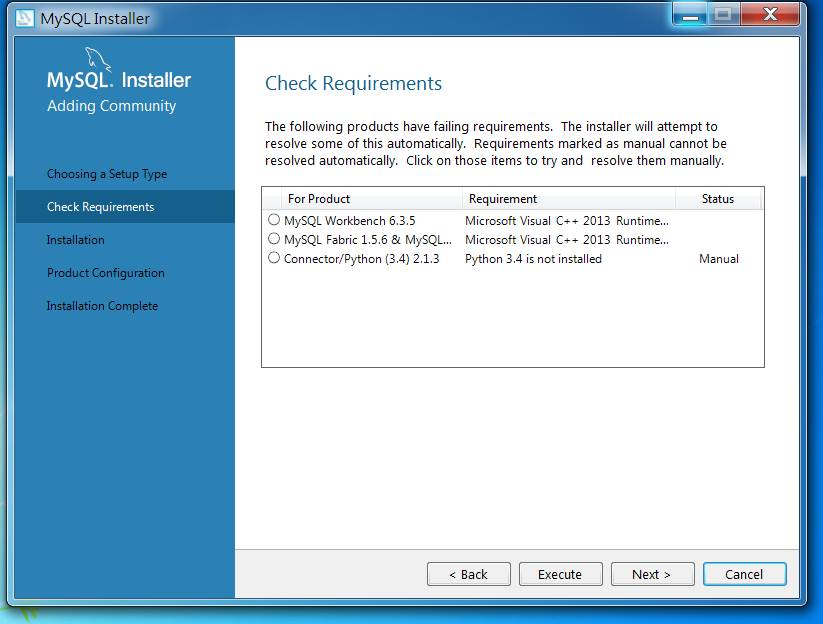 MySQL Installer
MySQL. Installer
Adding Community
Choosing a Setup Type
Check Requirements
Installation
Product Configuration
Installation Complete
Check Requirements
The following products have failing requirements. The installer will attempt to
resolve some of this automatically. Requirements marked as manual cannot be
resolved automatically. Click on those items to try and resolve them manually.
For Product Requirement Status
MySQL Workbench 6.3.5 Microsoft Visual C++ 2013 Runtime...
MySQL Fabric 1.5.6 & MySQL... Microsoft Visual C++ 2013 Runtime...
Connector/Python (3.4) 2.1.3 Python 3.4 is not installed Manual
< Back Execute Next > Cancel